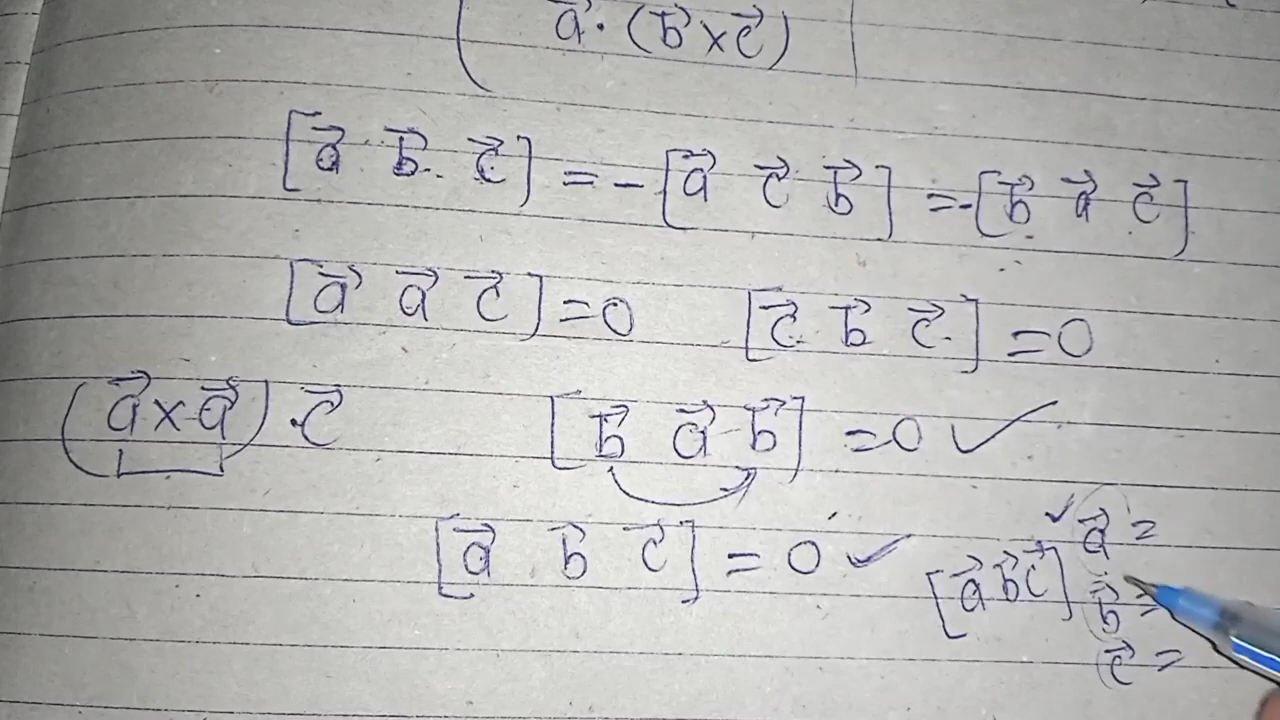 a⃗ · (b⃗ × c⃗)
[a⃗ b⃗ c⃗] = - [a⃗ c⃗ b⃗] = - [b⃗ a⃗ c⃗]
[a⃗ a⃗ c⃗] = 0 [c⃗ b⃗ c⃗] = 0
(a⃗ × a⃗) · c⃗ [b⃗ a⃗ b⃗] = 0 ✓
[a⃗ b⃗ c⃗] = 0 ✓ [a⃗ b⃗ c⃗] ✓ a⃗ =
b⃗ =
c⃗ =